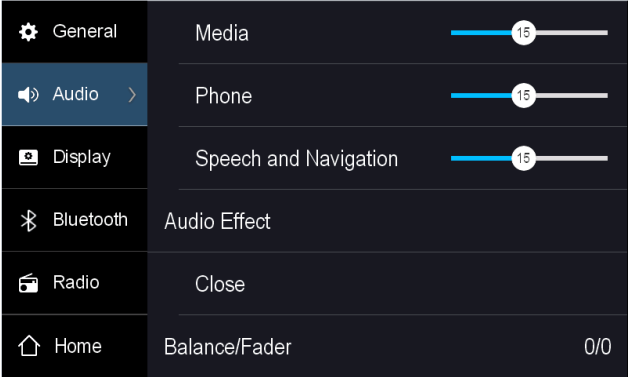 General
Audio
Display
Bluetooth
Radio
Home
Media 15
Phone 15
Speech and Navigation 15
Audio Effect
Close
Balance/Fader 0/0